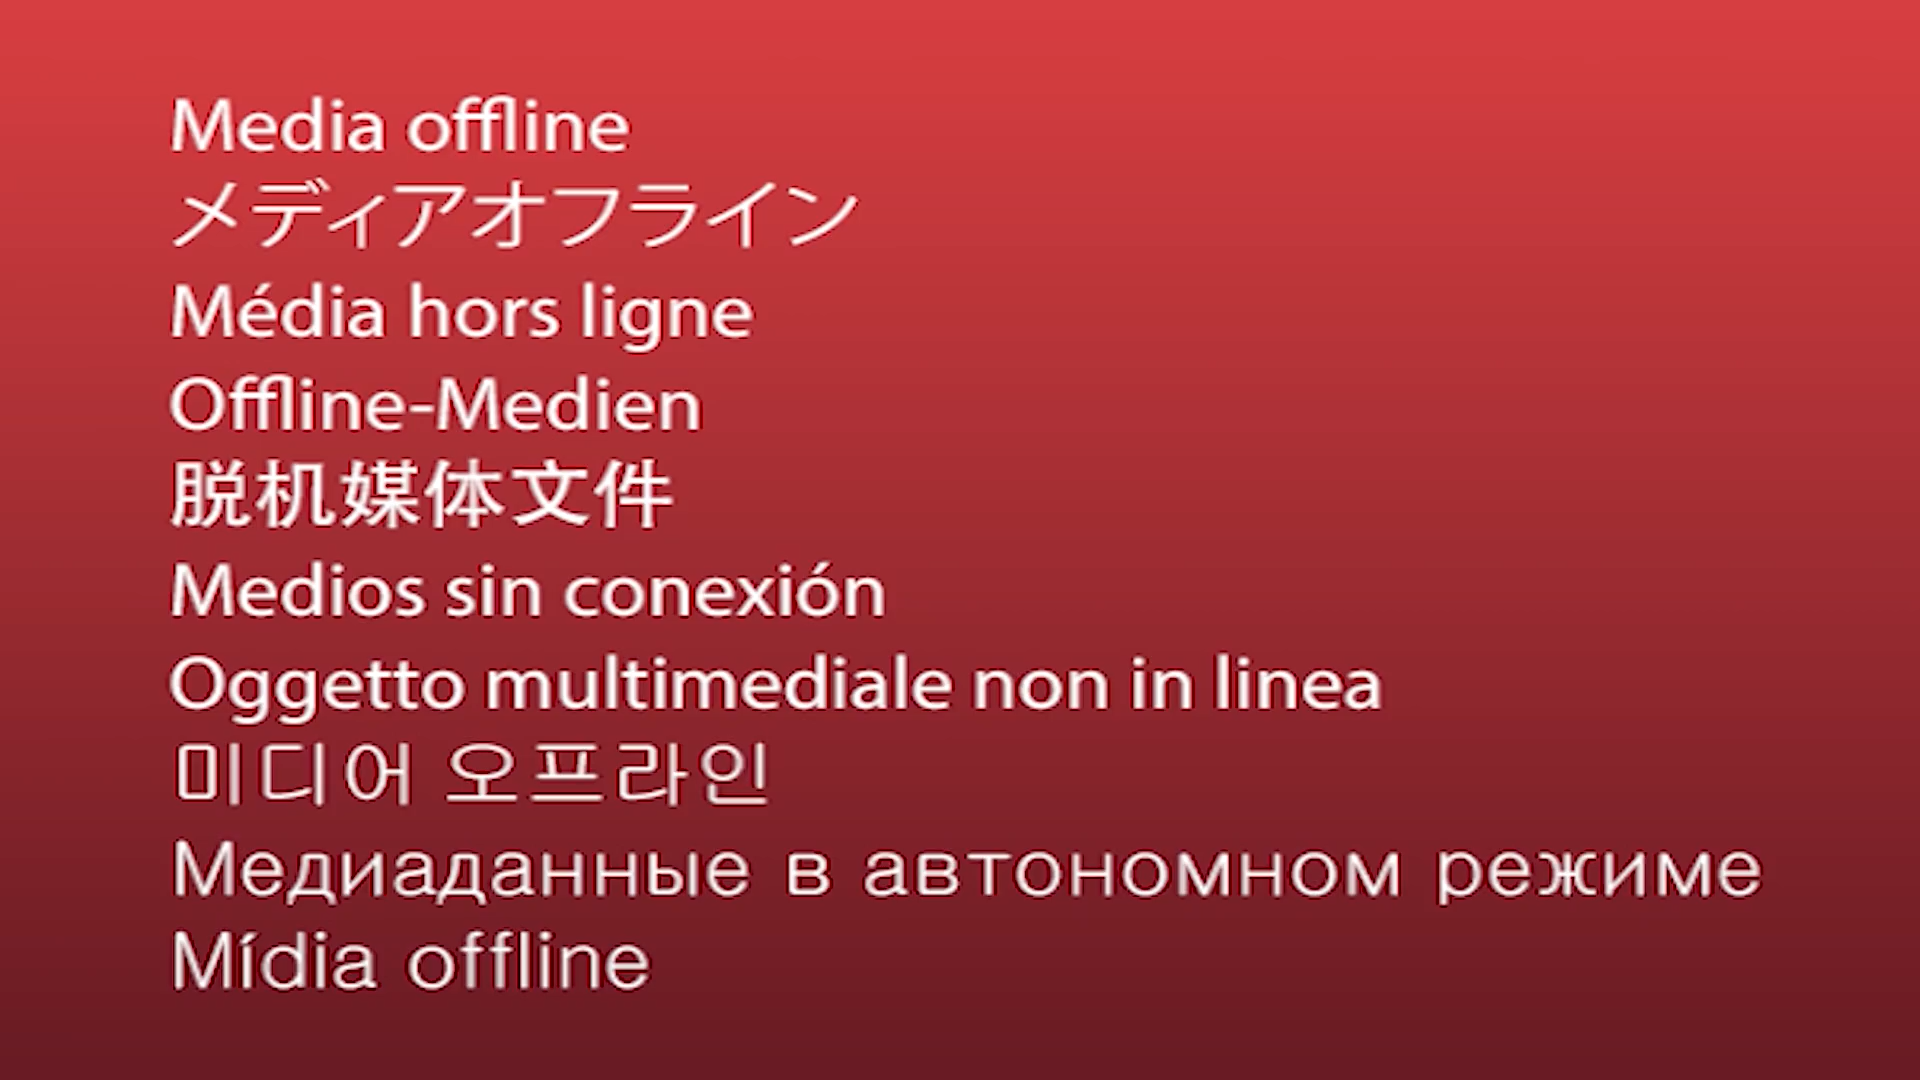 Media offline
メディアオフライン
Média hors ligne
Offline-Medien
脱机媒体文件
Medios sin conexión
Oggetto multimediale non in linea
미디어 오프라인
Медиаданные в автономном режиме
Mídia offline